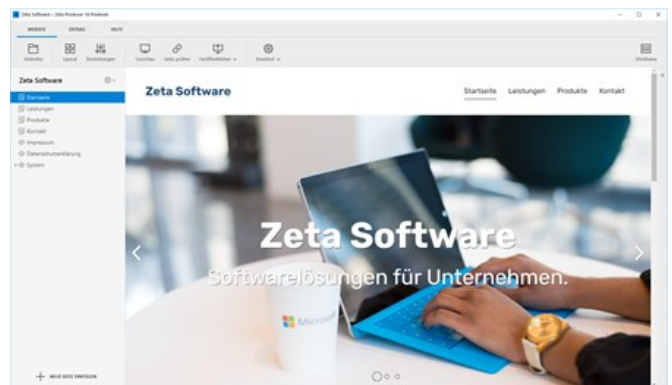 Zeta Software – Zeta Producer 16 Premium
WEBSITE EXTRAS HILFE
Websites Layout Einstellungen Vorschau Links prüfen Veröffentlichen Erweitert
Zeta Software
Startseite
Leistungen
Produkte
Kontakt
Impressum
Datenschutzerklärung
System
Zeta Software
Startseite Leistungen Produkte Kontakt
Zeta Software
Softwarelösungen für Unternehmen.
Microsoft
NEUE SEITE EINFÜGEN